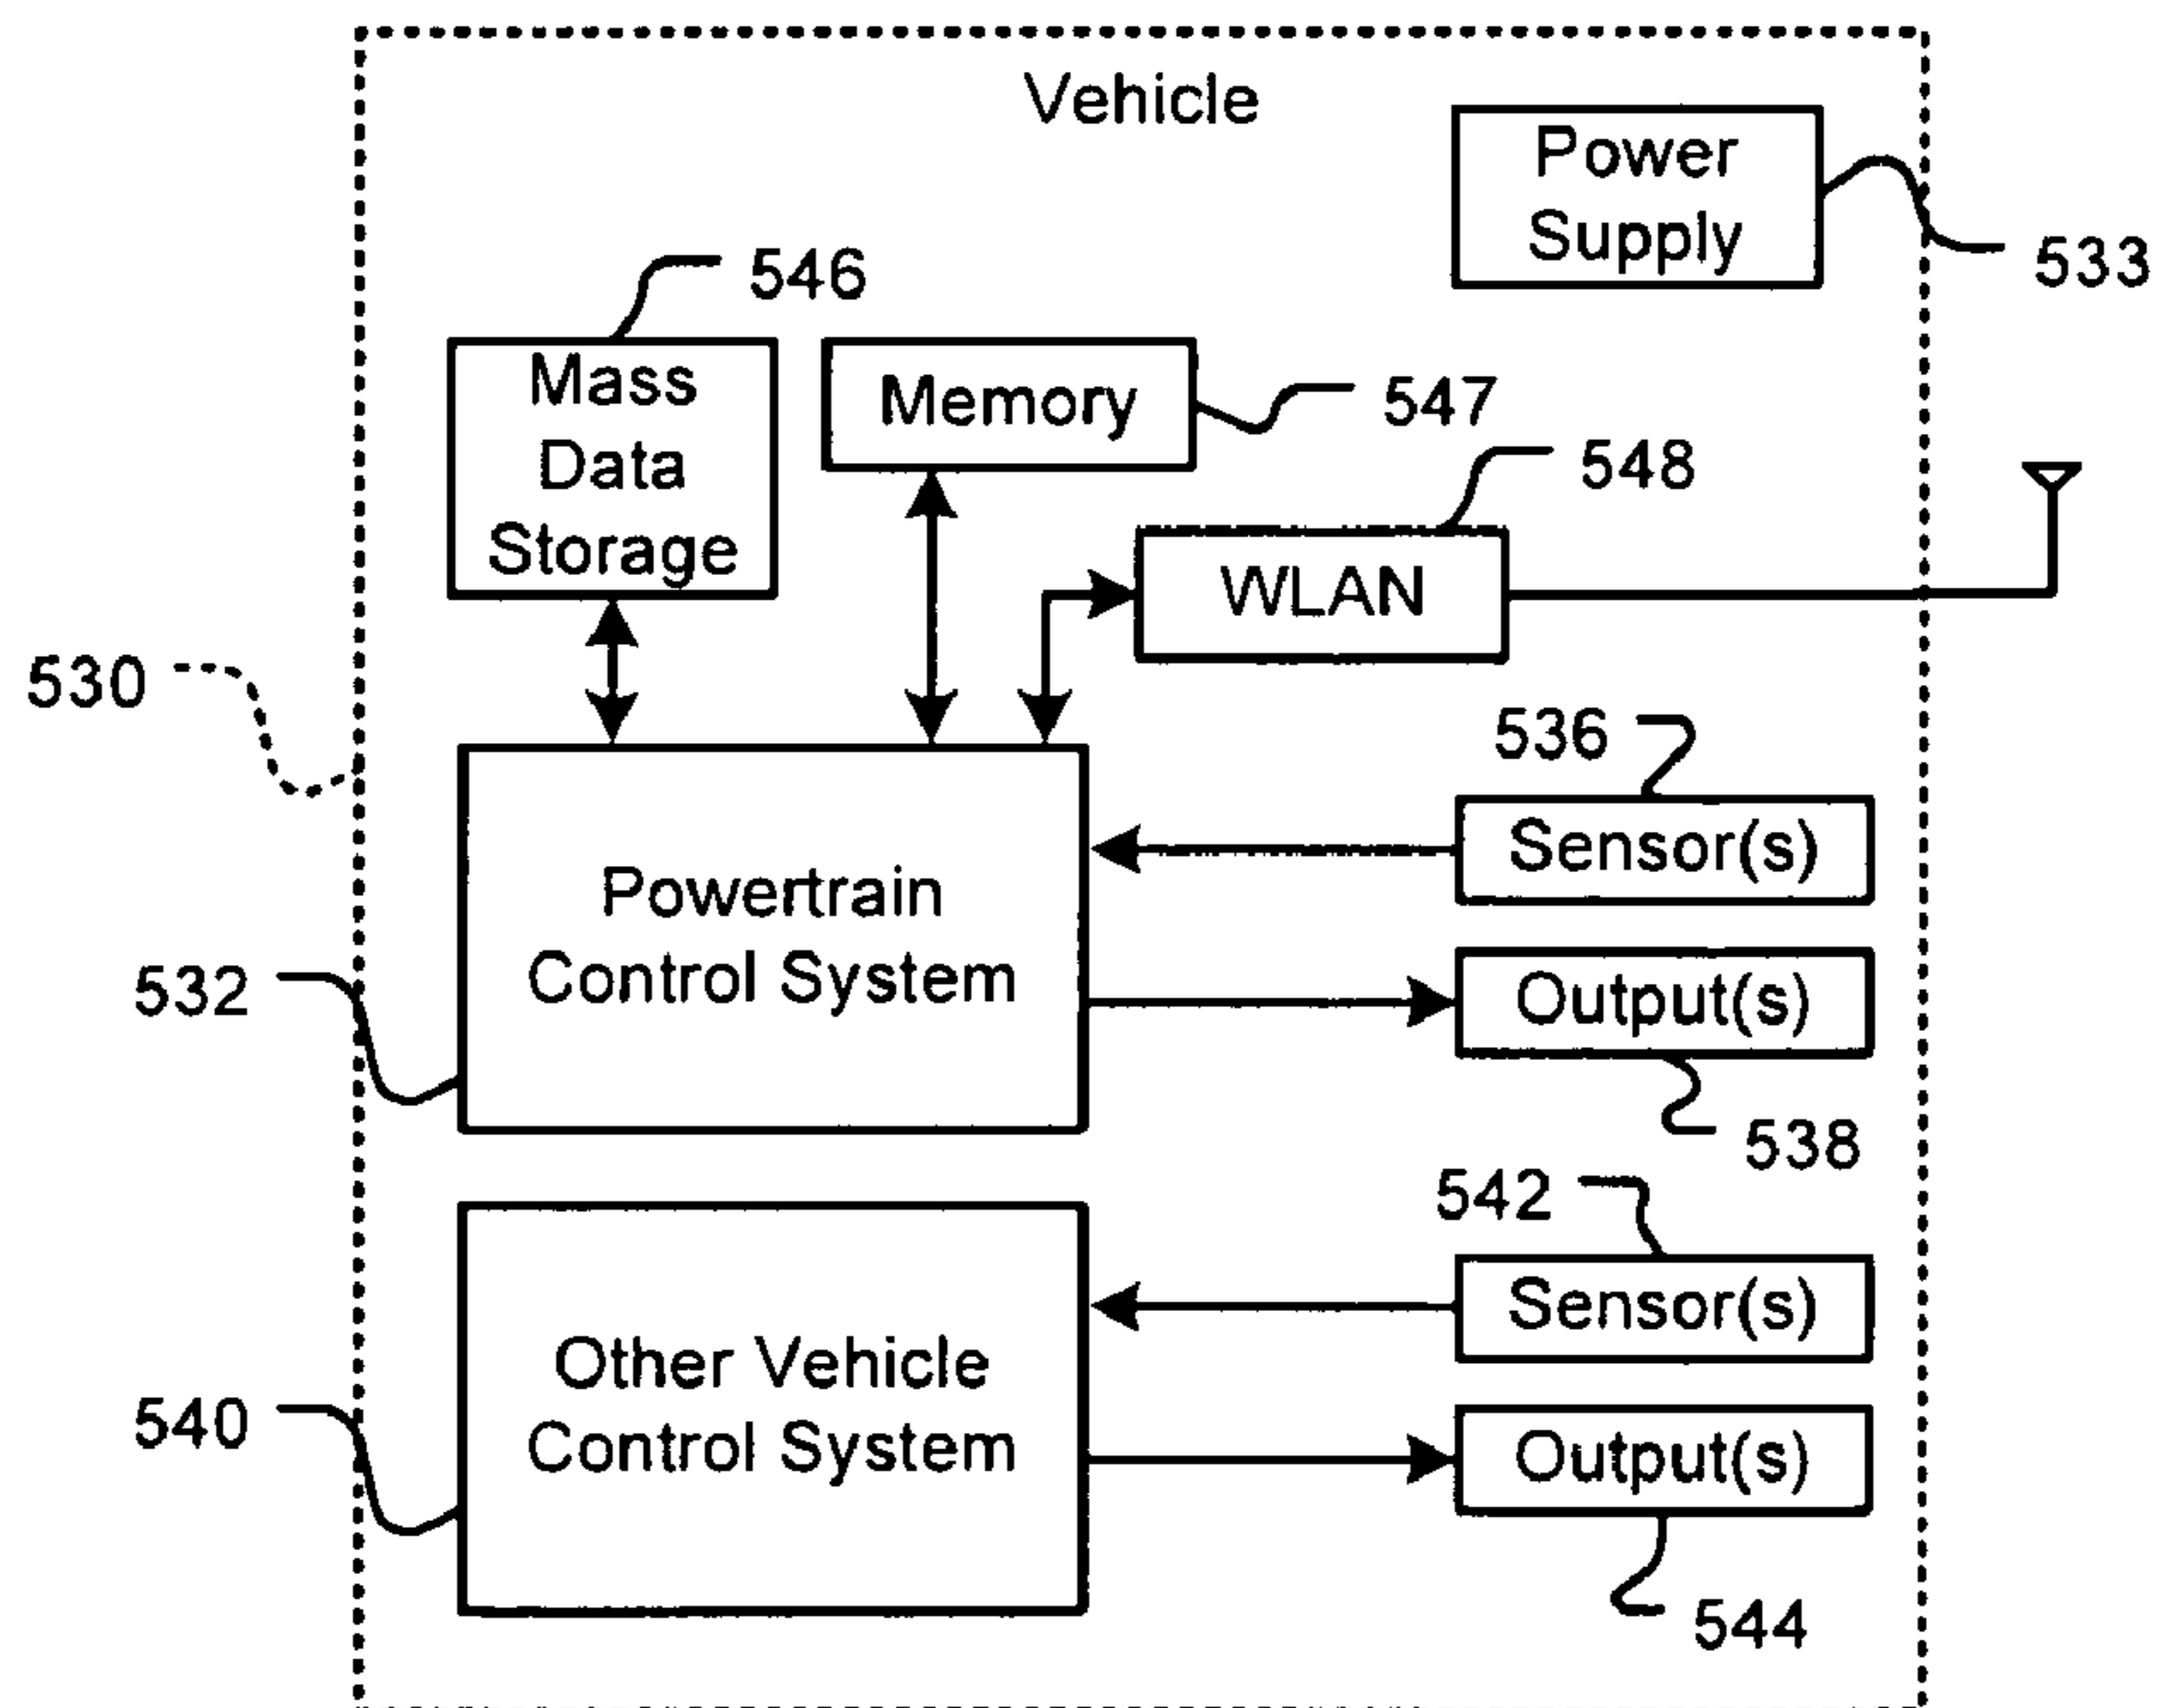 Vehicle
Power
Supply
533
546
Mass
Data
Storage
Memory
547
548
WLAN
530
536
Sensor(s)
Powertrain
Control System
532
Output(s)
538
542
Sensor(s)
Other Vehicle
Control System
540
Output(s)
544